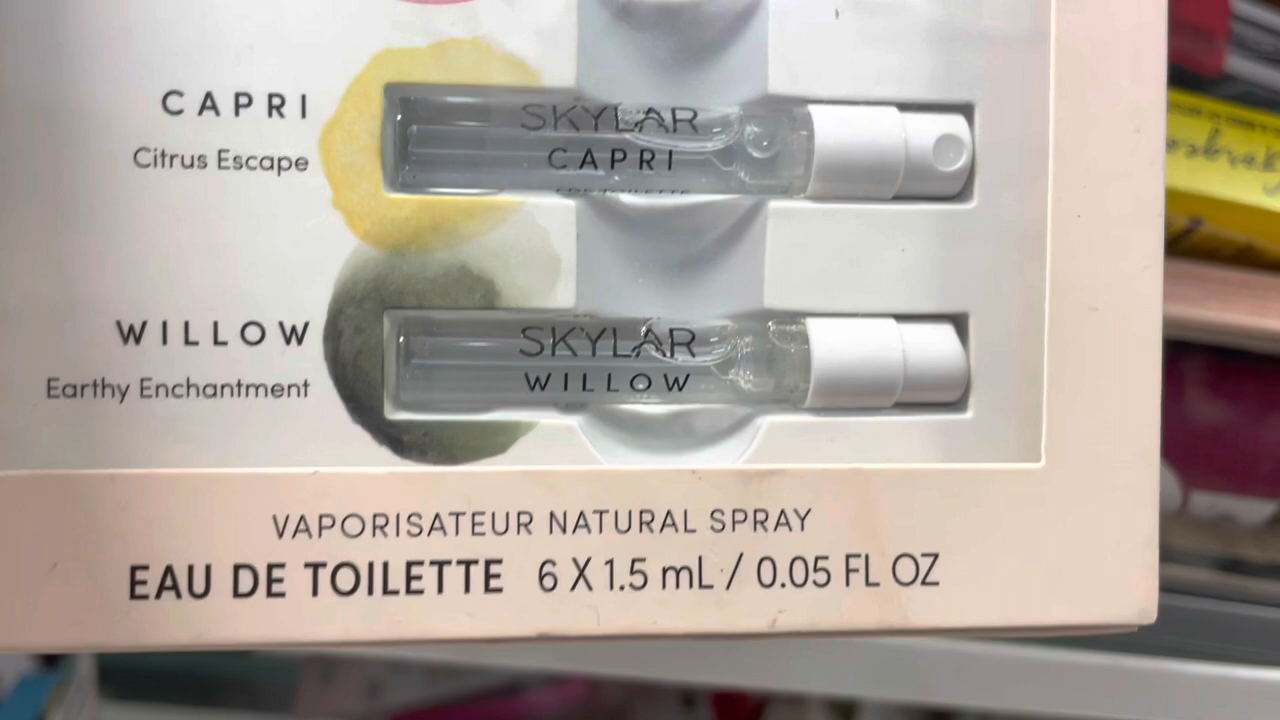 CAPRI
Citrus Escape
SKYLAR
CAPRI
WILLOW
Earthy Enchantment
SKYLAR
WILLOW
VAPORISATEUR NATURAL SPRAY
EAU DE TOILETTE 6 X 1.5 mL / 0.05 FL OZ